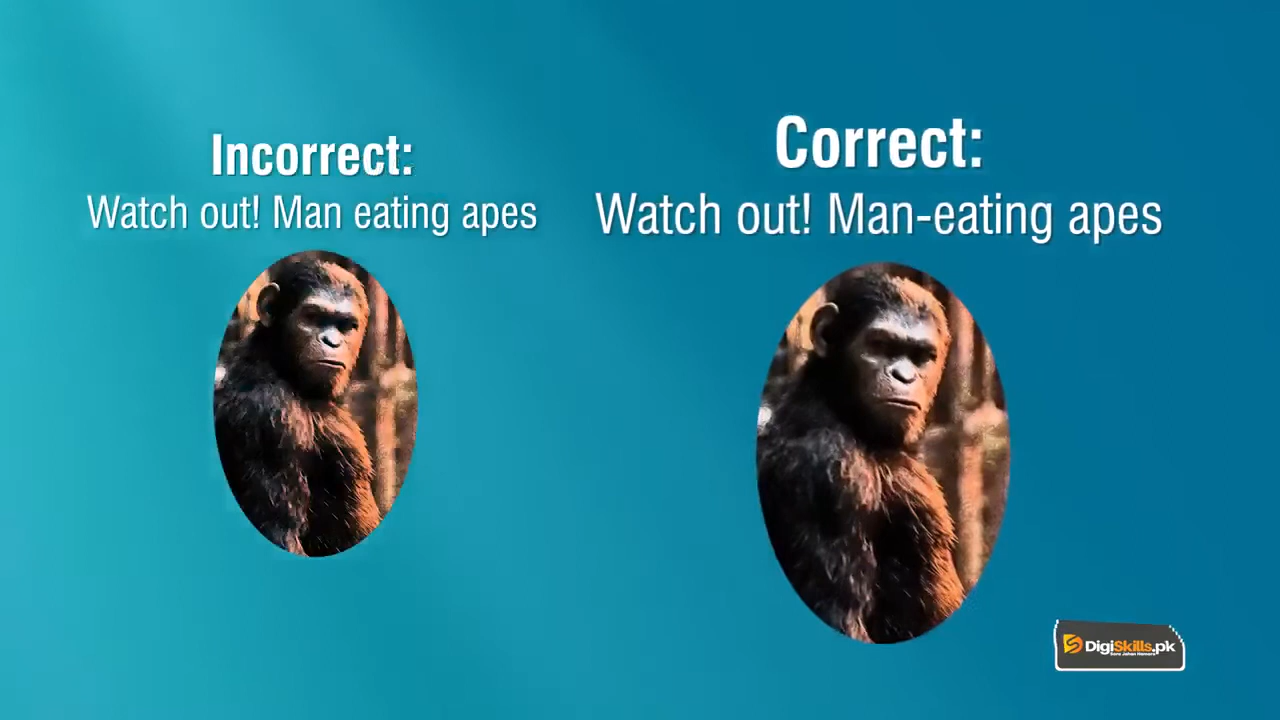 Incorrect:
Watch out! Man eating apes
Correct:
Watch out! Man-eating apes
DigiSkills.pk